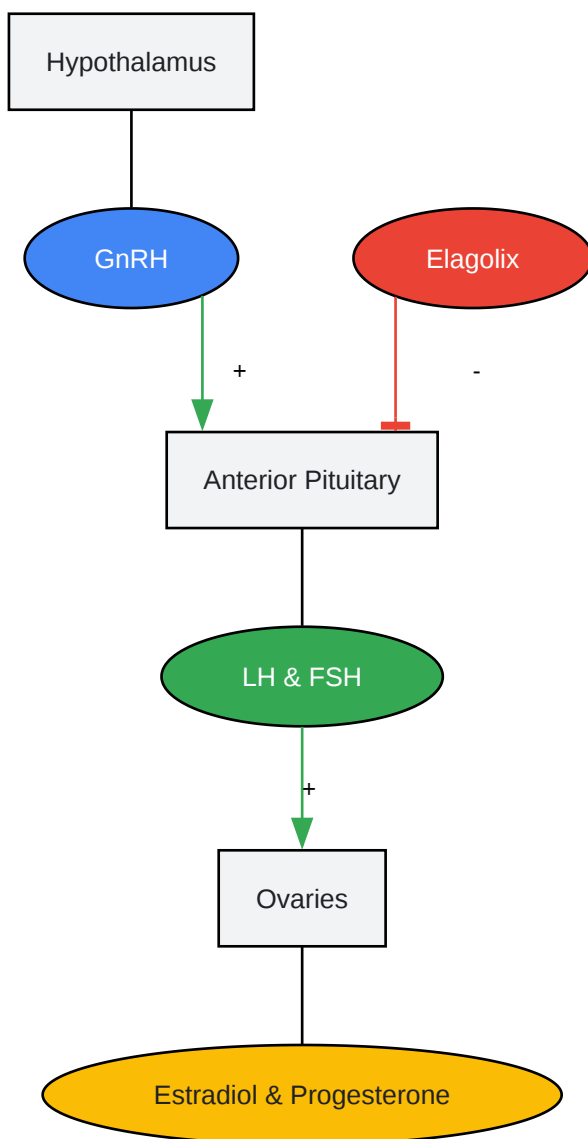 Hypothalamus
GnRH
Elagolix
+
-
Anterior Pituitary
LH & FSH
+
Ovaries
Estradiol & Progesterone